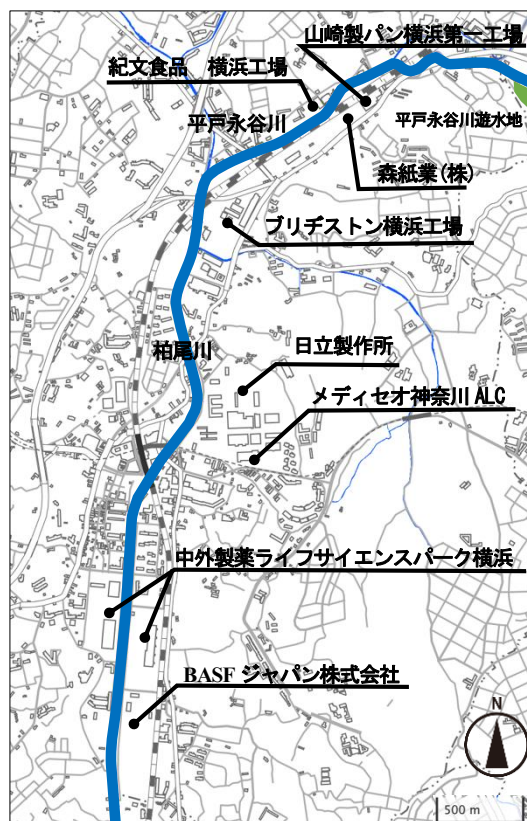 山崎製パン横浜第一工場
紀文食品　横浜工場
平戸永谷川
平戸永谷川遊水地
森紙業(株)
ブリヂストン横浜工場
柏尾川
日立製作所
メディセオ神奈川 ALC
中外製薬ライフサイエンスパーク横浜
BASF ジャパン株式会社
N
500 m